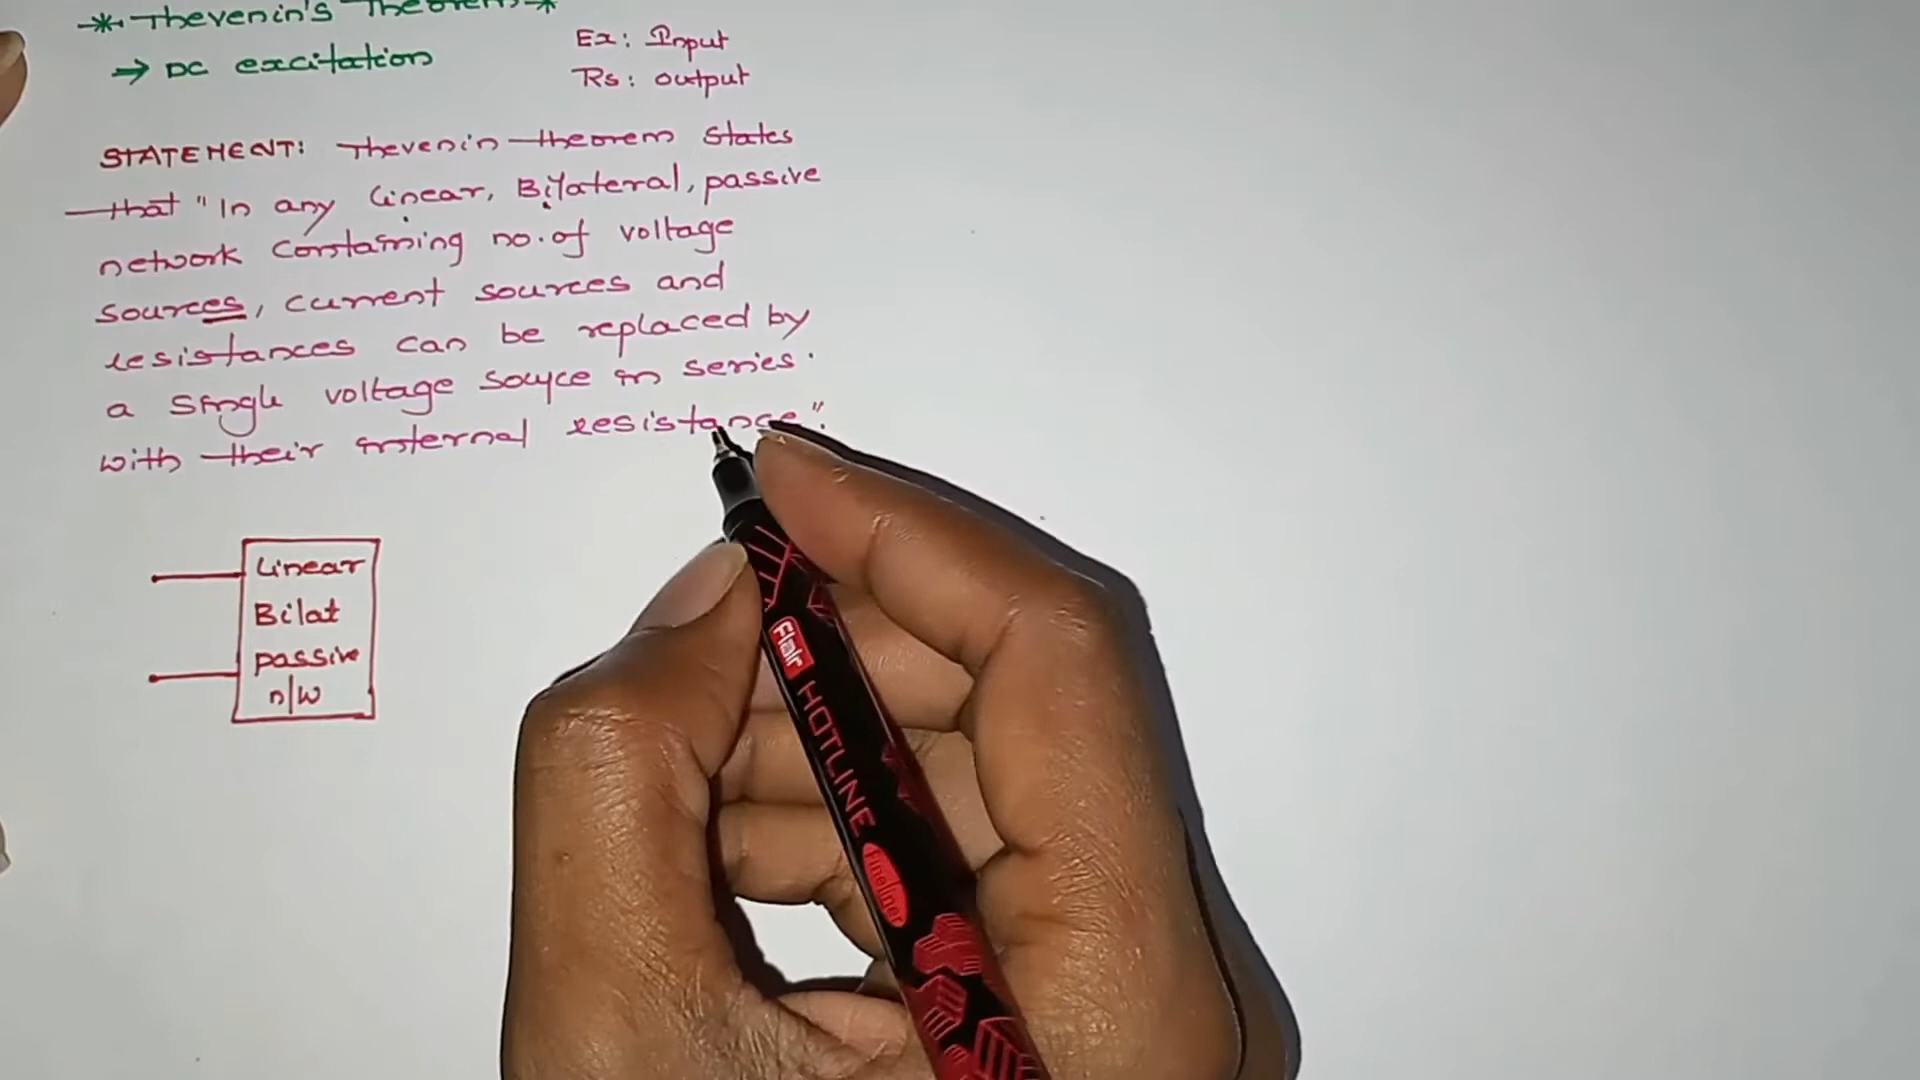 * Thevenin's Theorem *
→ DC excitation
Ex: Input
Rs: output
STATEMENT: Thevenin theorem states
that "In any linear, Bilateral, passive
network containing no. of voltage
sources, current sources and
resistances can be replaced by
a single voltage source in series
with their internal resistance".
Linear
Bilat
passive
n/w
Flair
HOTLINE
Fineliner